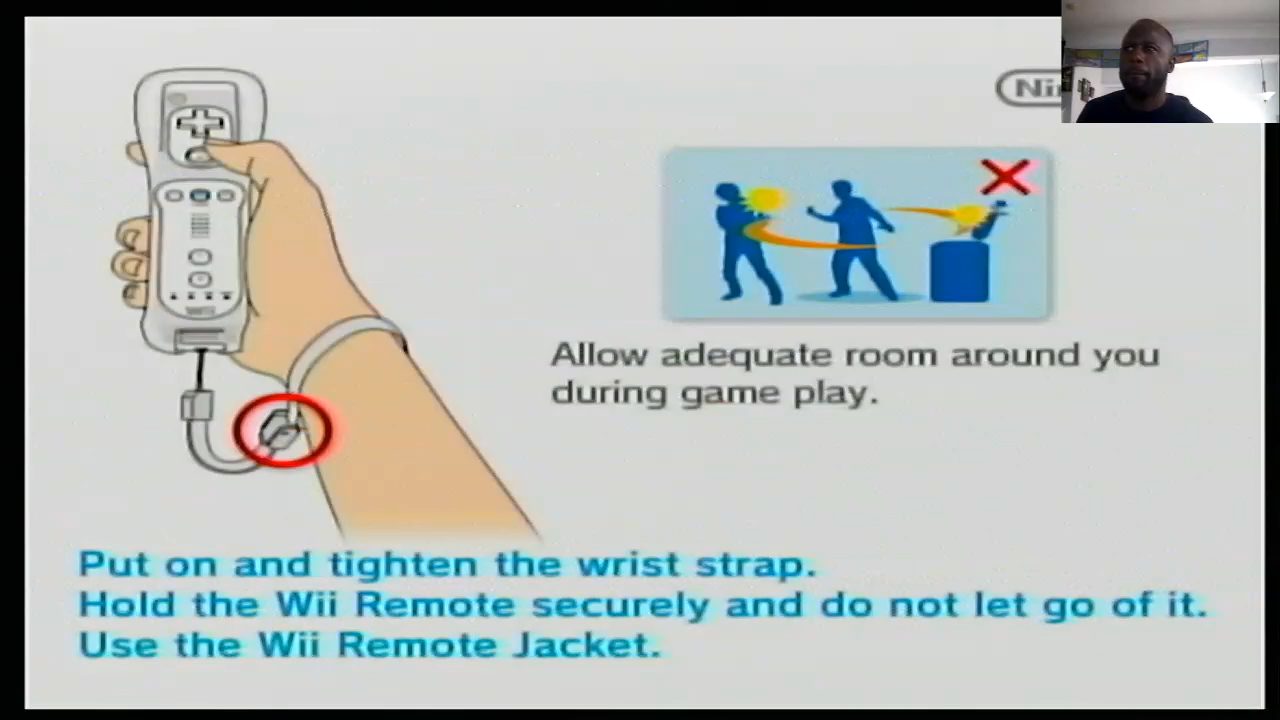 Allow adequate room around you
during game play.
Put on and tighten the wrist strap.
Hold the Wii Remote securely and do not let go of it.
Use the Wii Remote Jacket.